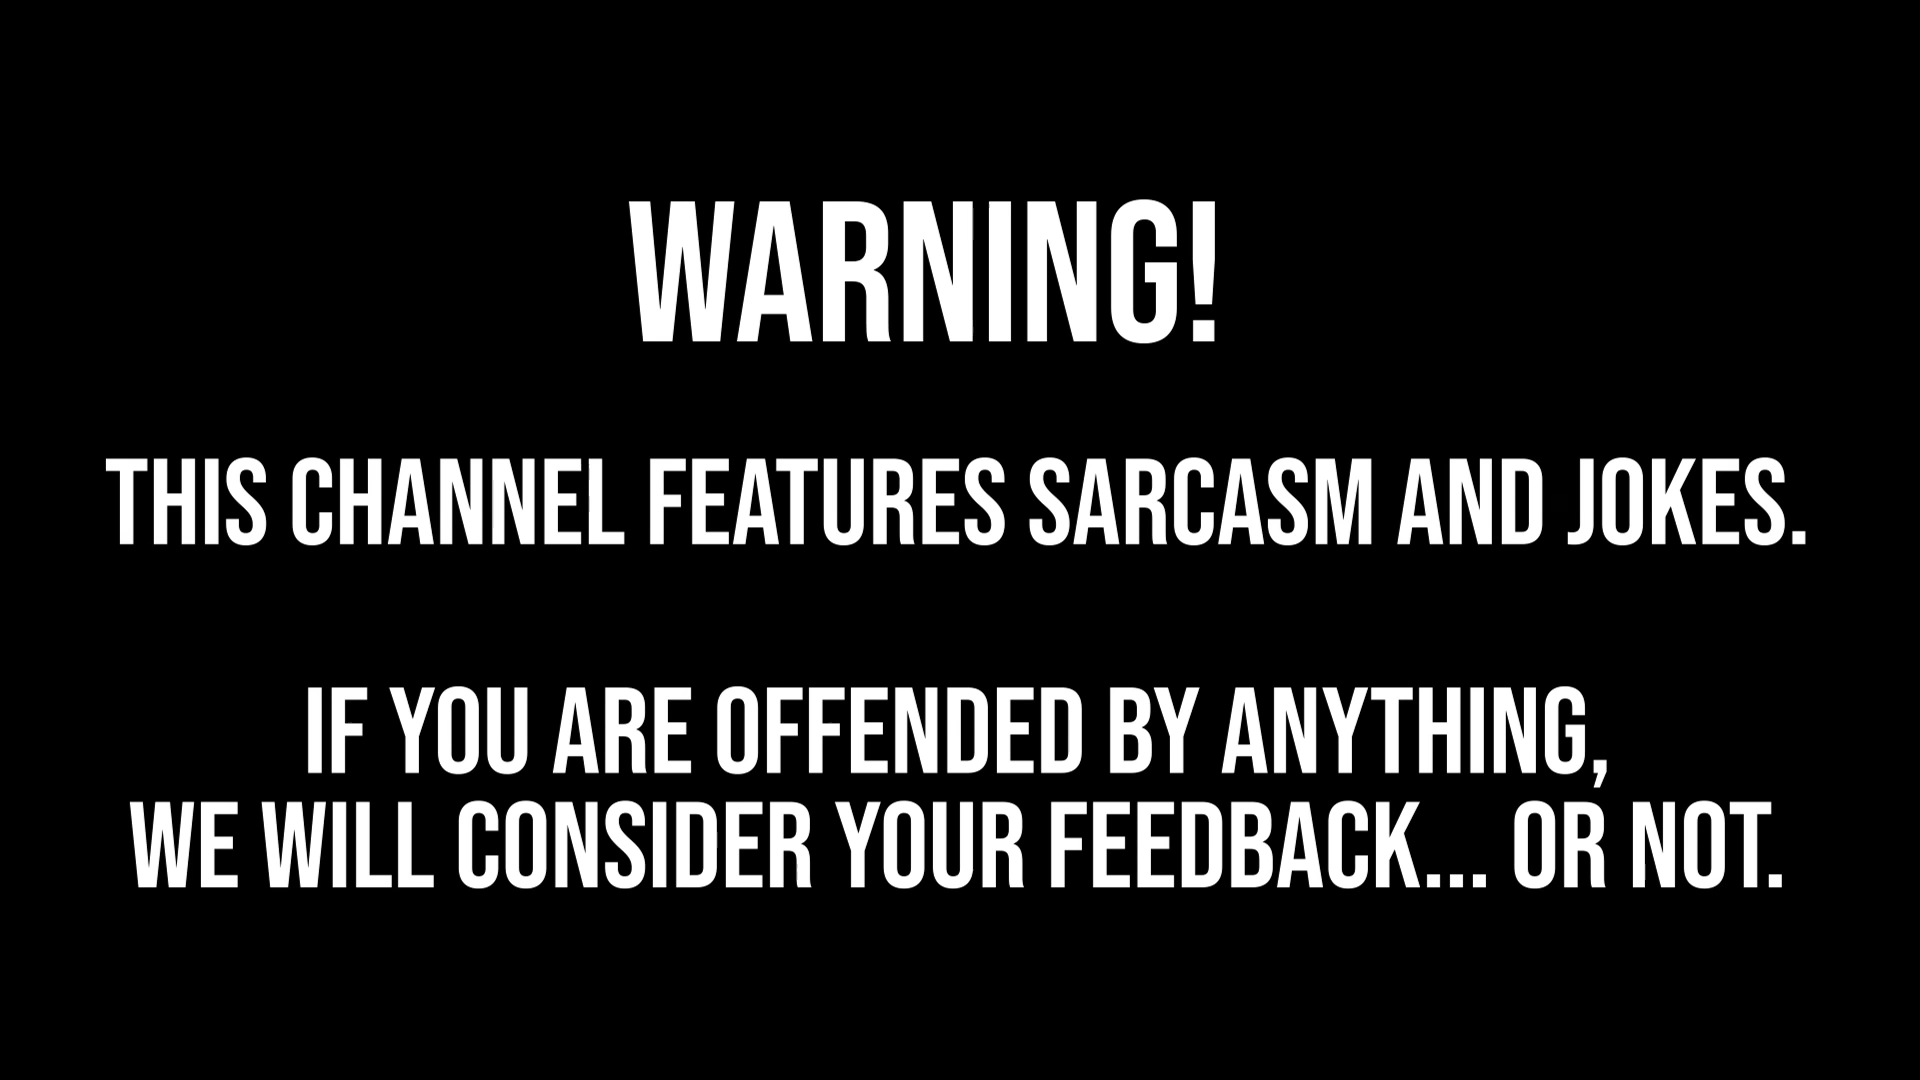 WARNING!
THIS CHANNEL FEATURES SARCASM AND JOKES.
IF YOU ARE OFFENDED BY ANYTHING,
WE WILL CONSIDER YOUR FEEDBACK... OR NOT.